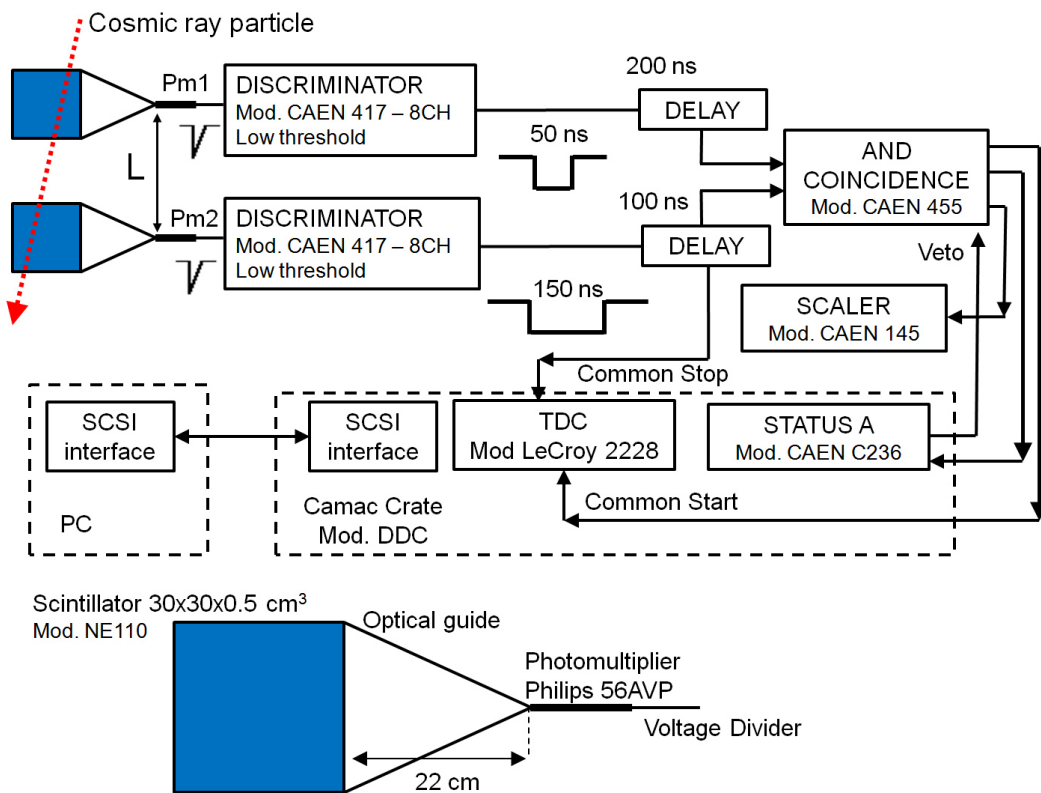 Cosmic ray particle
Pm1
DISCRIMINATOR
Mod. CAEN 417 – 8CH
Low threshold
200 ns
DELAY
50 ns
L
AND
COINCIDENCE
Mod. CAEN 455
Pm2
DISCRIMINATOR
Mod. CAEN 417 – 8CH
Low threshold
100 ns
DELAY
Veto
150 ns
SCALER
Mod. CAEN 145
Common Stop
SCSI
interface
PC
SCSI
interface
TDC
Mod LeCroy 2228
STATUS A
Mod. CAEN C236
Camac Crate
Mod. DDC
Common Start
Scintillator 30x30x0.5 cm³
Mod. NE110
Optical guide
Photomultiplier
Philips 56AVP
Voltage Divider
22 cm